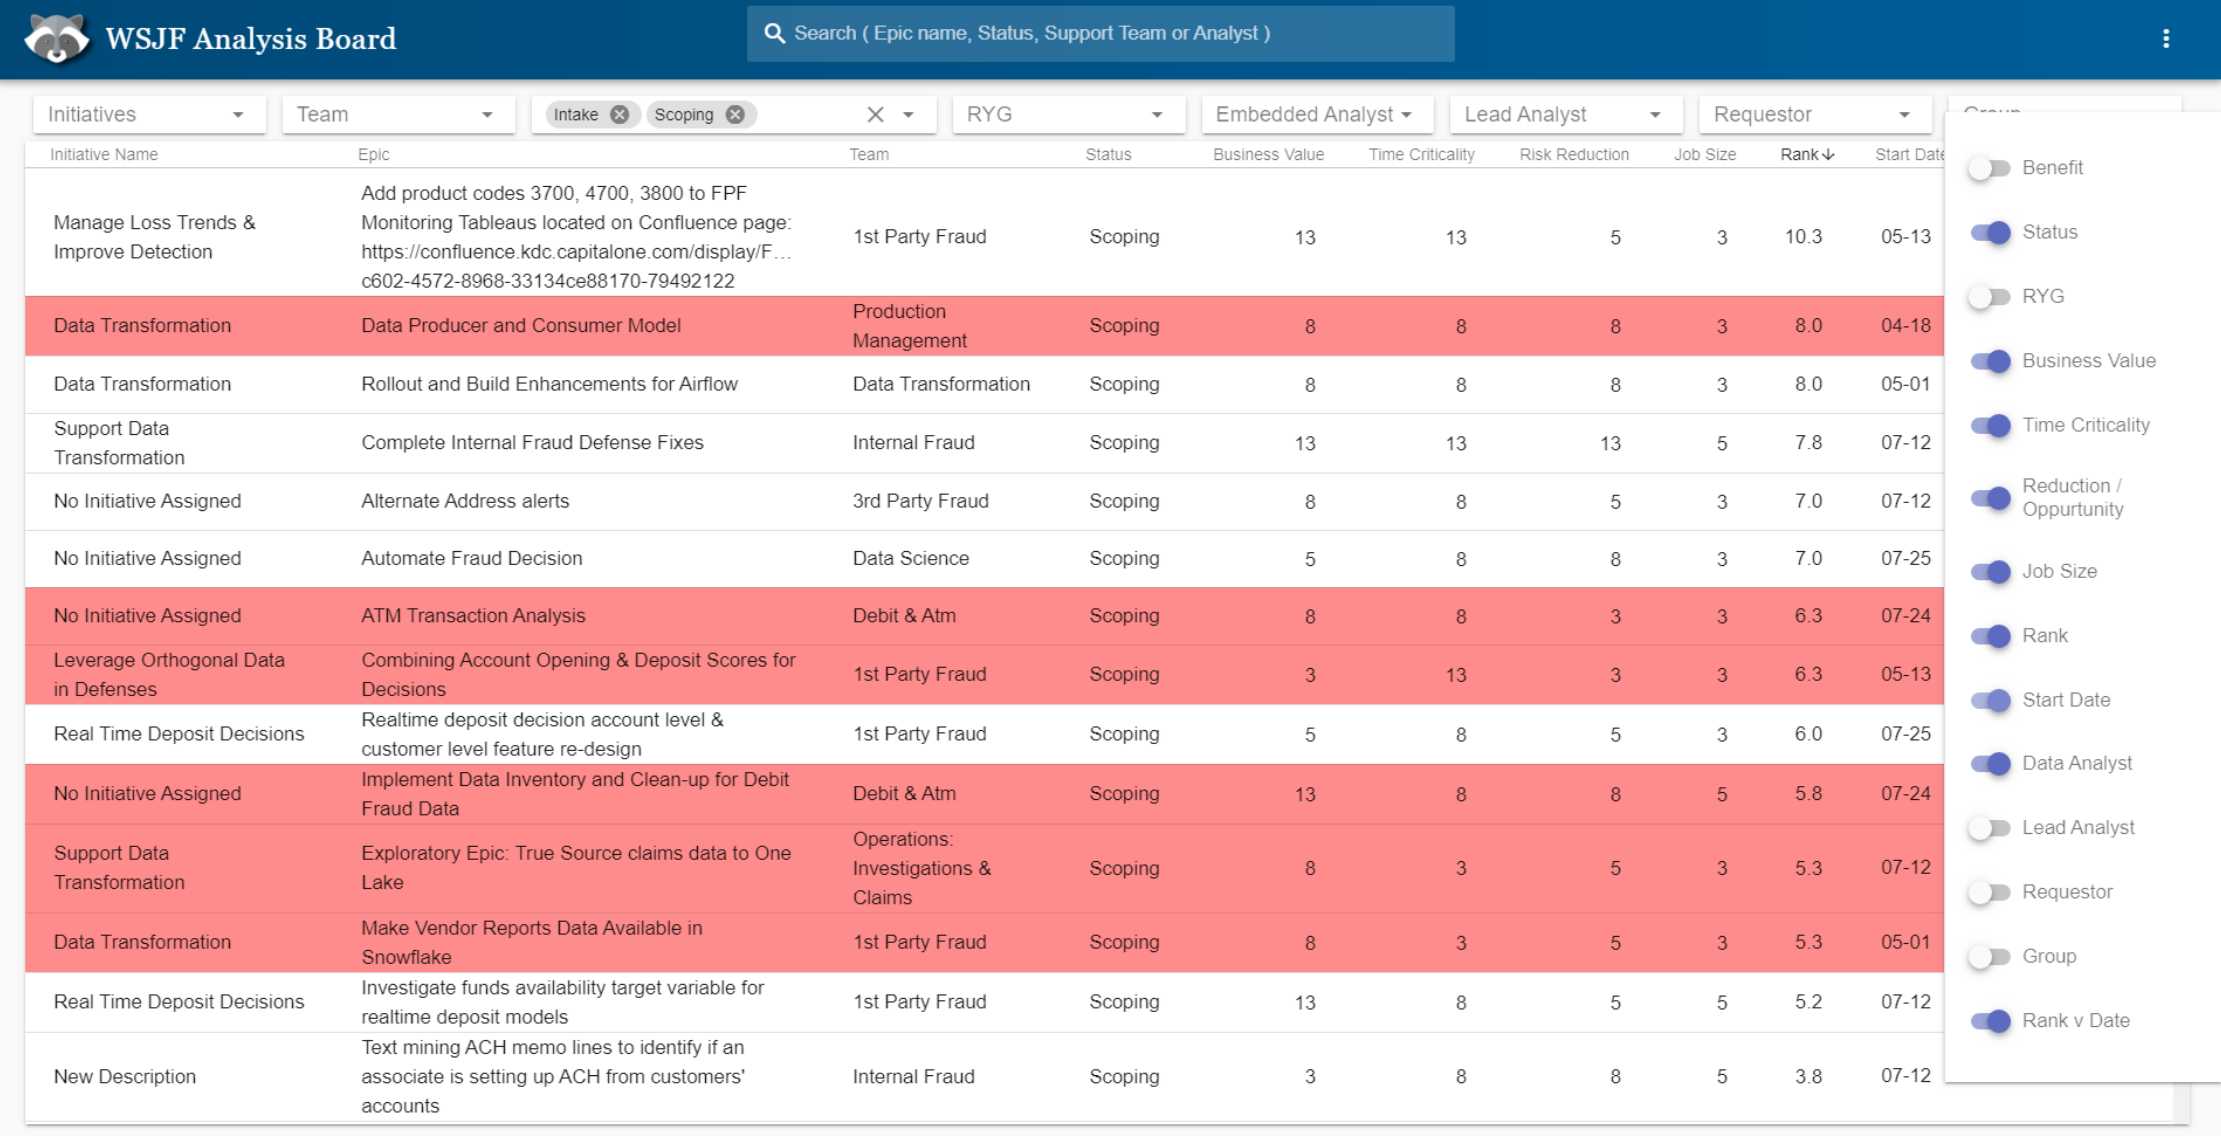 WSJF Analysis Board
Search ( Epic name, Status, Support Team or Analyst )
Initiatives
Team
Intake
Scoping
RYG
Embedded Analyst
Lead Analyst
Requestor
Initiative Name Epic Team Status Business Value Time Criticality Risk Reduction Job Size Rank Start Date
Manage Loss Trends &
Improve Detection
Add product codes 3700, 4700, 3800 to FPF
Monitoring Tableaus located on Confluence page:
https://confluence.kdc.capitalone.com/display/F…
c602-4572-8968-33134ce88170-79492122
1st Party Fraud Scoping 13 13 5 3 10.3 05-13
Data Transformation Data Producer and Consumer Model
Production
Management
Scoping 8 8 8 3 8.0 04-18
Data Transformation Rollout and Build Enhancements for Airflow Data Transformation Scoping 8 8 8 3 8.0 05-01
Support Data
Transformation
Complete Internal Fraud Defense Fixes Internal Fraud Scoping 13 13 13 5 7.8 07-12
No Initiative Assigned Alternate Address alerts 3rd Party Fraud Scoping 8 8 5 3 7.0 07-12
No Initiative Assigned Automate Fraud Decision Data Science Scoping 5 8 8 3 7.0 07-25
No Initiative Assigned ATM Transaction Analysis Debit & Atm Scoping 8 8 3 3 6.3 07-24
Leverage Orthogonal Data
in Defenses
Combining Account Opening & Deposit Scores for
Decisions
1st Party Fraud Scoping 3 13 3 3 6.3 05-13
Real Time Deposit Decisions
Realtime deposit decision account level &
customer level feature re-design
1st Party Fraud Scoping 5 8 5 3 6.0 07-25
No Initiative Assigned
Implement Data Inventory and Clean-up for Debit
Fraud Data
Debit & Atm Scoping 13 8 8 5 5.8 07-24
Support Data
Transformation
Exploratory Epic: True Source claims data to One
Lake
Operations:
Investigations &
Claims
Scoping 8 3 5 3 5.3 07-12
Data Transformation
Make Vendor Reports Data Available in
Snowflake
1st Party Fraud Scoping 8 3 5 3 5.3 05-01
Real Time Deposit Decisions
Investigate funds availability target variable for
realtime deposit models
1st Party Fraud Scoping 13 8 5 5 5.2 07-12
New Description
Text mining ACH memo lines to identify if an
associate is setting up ACH from customers'
accounts
Internal Fraud Scoping 3 8 8 5 3.8 07-12
Benefit
Status
RYG
Business Value
Time Criticality
Reduction /
Oppurtunity
Job Size
Rank
Start Date
Data Analyst
Lead Analyst
Requestor
Group
Rank v Date